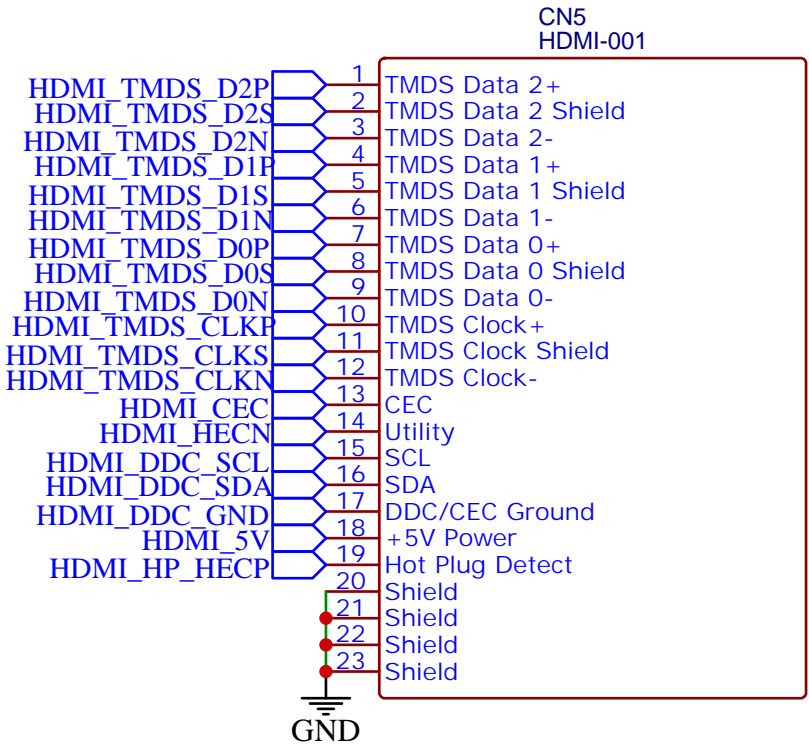 CN5
HDMI-001
HDMI_TMDS_D2P 1 TMDS Data 2+
HDMI_TMDS_D2S 2 TMDS Data 2 Shield
HDMI_TMDS_D2N 3 TMDS Data 2-
HDMI_TMDS_D1P 4 TMDS Data 1+
HDMI_TMDS_D1S 5 TMDS Data 1 Shield
HDMI_TMDS_D1N 6 TMDS Data 1-
HDMI_TMDS_D0P 7 TMDS Data 0+
HDMI_TMDS_D0S 8 TMDS Data 0 Shield
HDMI_TMDS_D0N 9 TMDS Data 0-
HDMI_TMDS_CLKP 10 TMDS Clock+
HDMI_TMDS_CLKS 11 TMDS Clock Shield
HDMI_TMDS_CLKN 12 TMDS Clock-
HDMI_CEC 13 CEC
HDMI_HECN 14 Utility
HDMI_DDC_SCL 15 SCL
HDMI_DDC_SDA 16 SDA
HDMI_DDC_GND 17 DDC/CEC Ground
HDMI_5V 18 +5V Power
HDMI_HP_HECP 19 Hot Plug Detect
20 Shield
21 Shield
22 Shield
23 Shield
GND